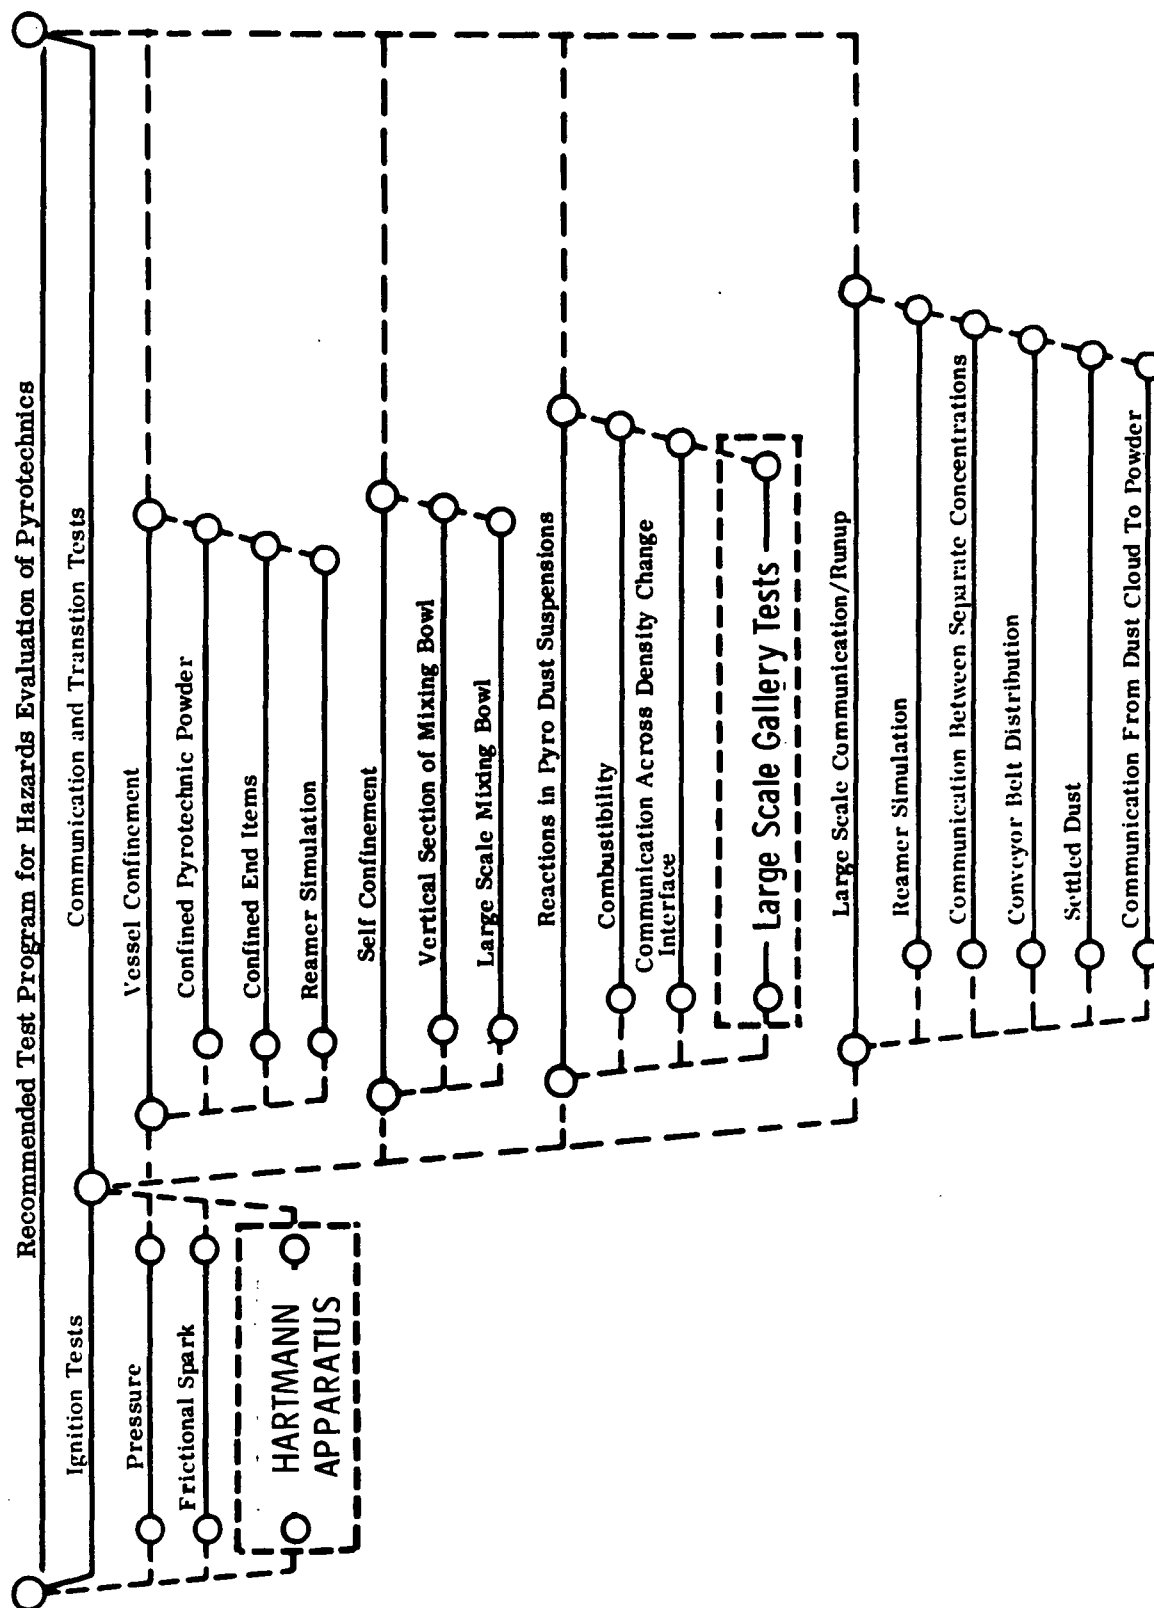 Recommended Test Program for Hazards Evaluation of Pyrotechnics
Ignition Tests
Communication and Transtion Tests
Pressure
Frictional Spark
HARTMANN
APPARATUS
Vessel Confinement
Confined Pyrotechnic Powder
Confined End Items
Reamer Simulation
Self Confinement
Vertical Section of Mixing Bowl
Large Scale Mixing Bowl
Reactions in Pyro Dust Suspensions
Combustibility
Communication Across Density Change
Interface
Large Scale Gallery Tests
Large Scale Communication/Runup
Reamer Simulation
Communication Between Separate Concentrations
Conveyor Belt Distribution
Settled Dust
Communication From Dust Cloud To Powder